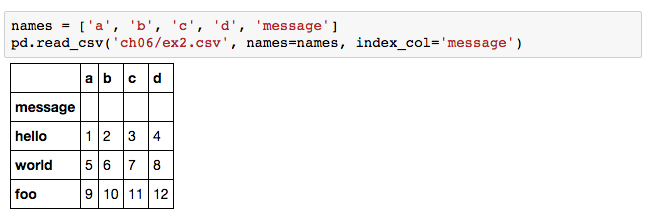 names = ['a', 'b', 'c', 'd', 'message']
pd.read_csv('ch06/ex2.csv', names=names, index_col='message')
a b c d
message
hello 1 2 3 4
world 5 6 7 8
foo 9 10 11 12